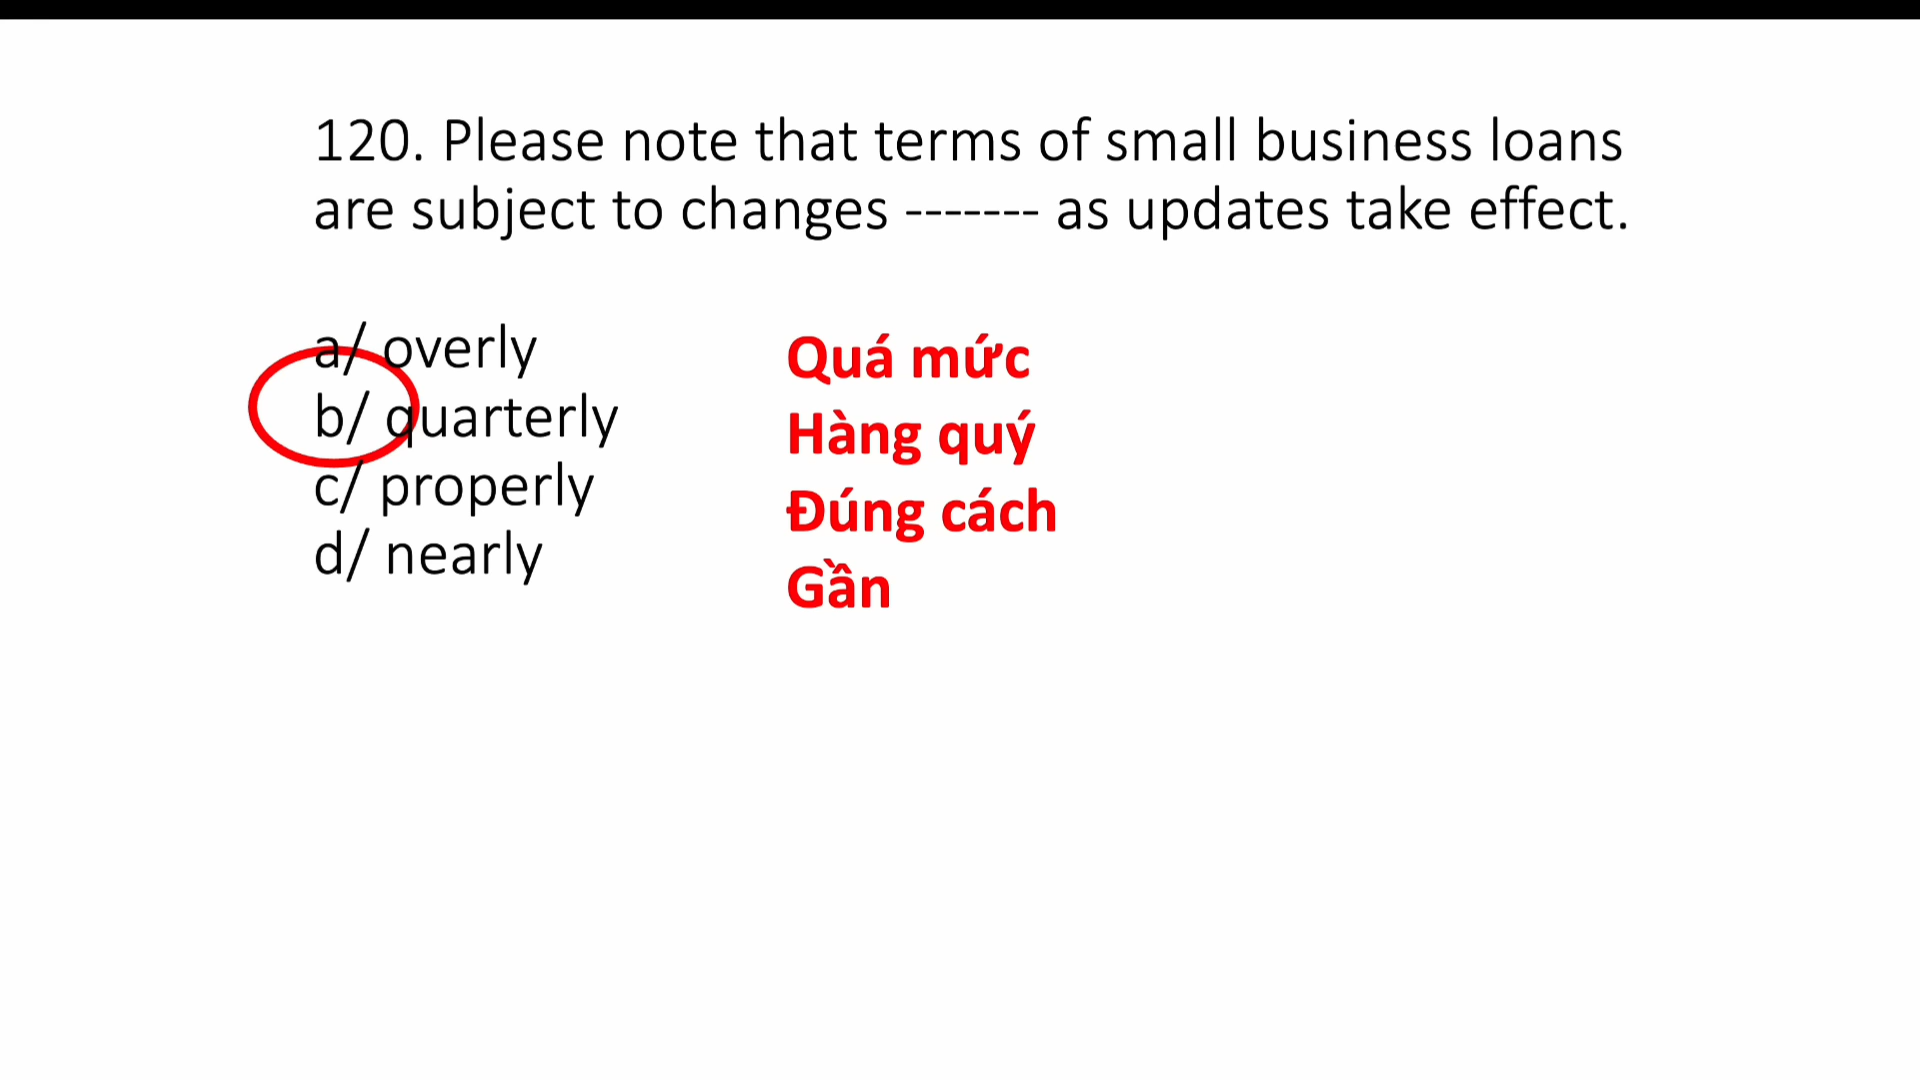 120. Please note that terms of small business loans
are subject to changes ------- as updates take effect.
a/ overly
b/ quarterly
c/ properly
d/ nearly
Quá mức
Hàng quý
Đúng cách
Gần